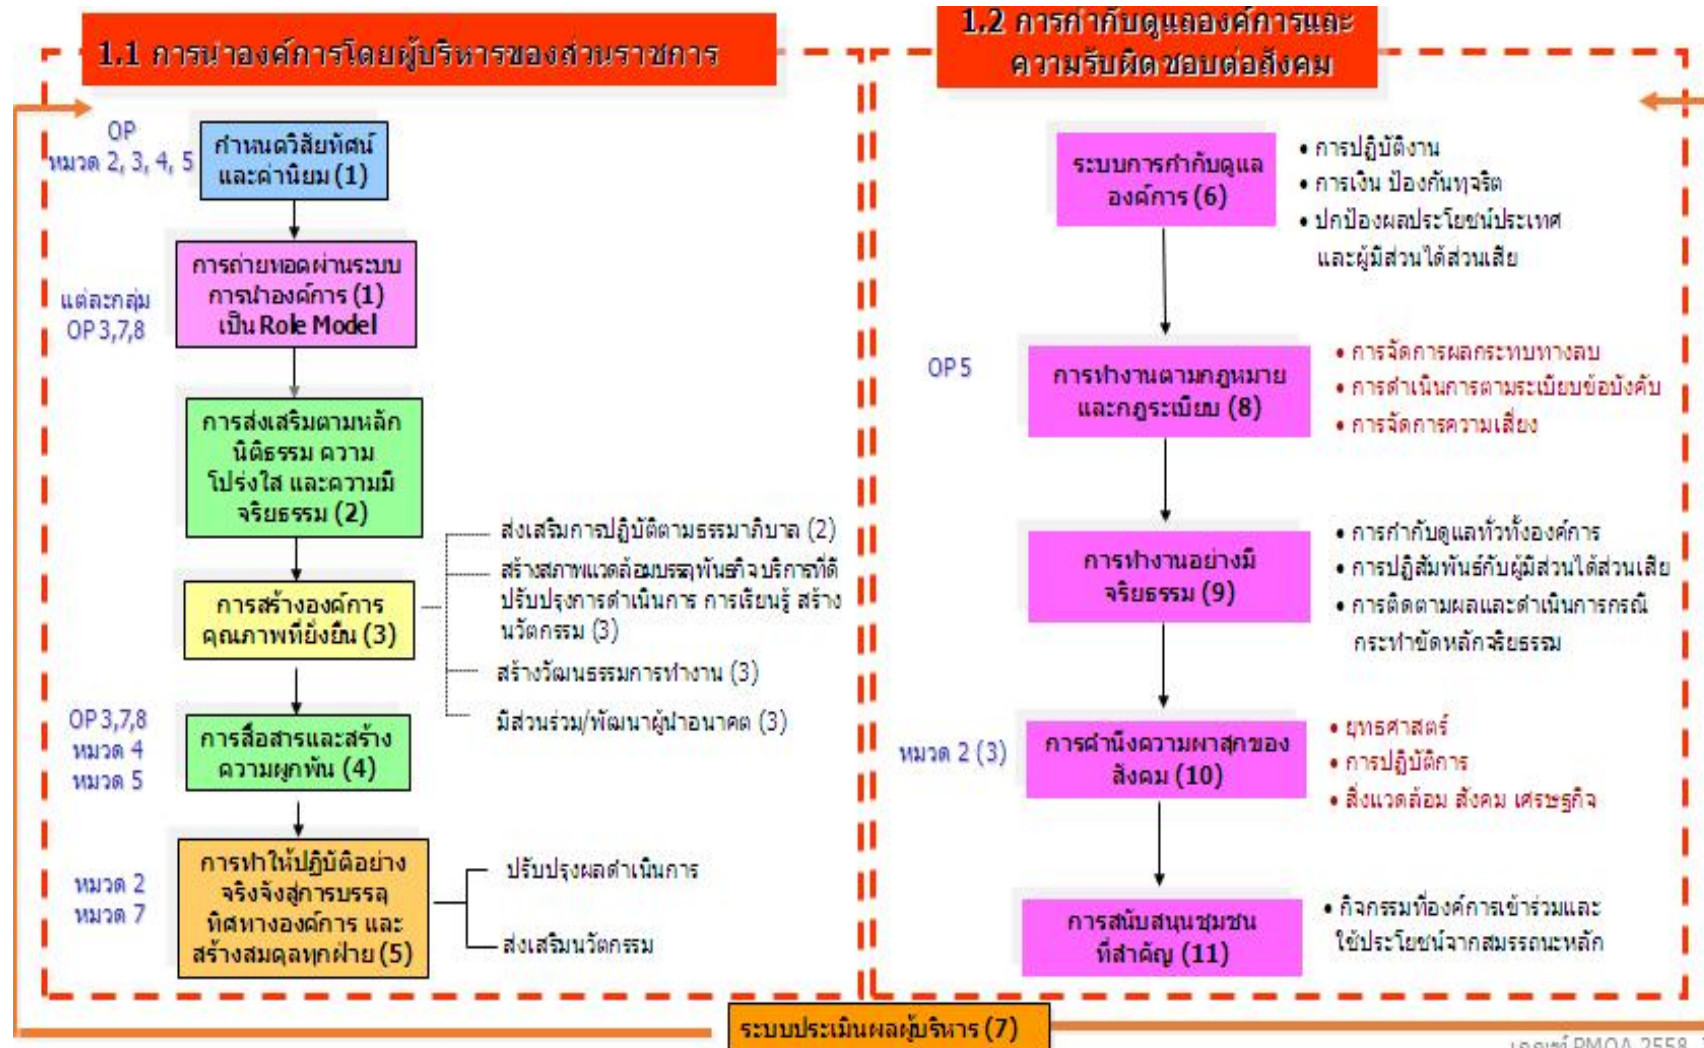 1.1 การนำองค์การโดยผู้บริหารของส่วนราชการ
OP
หมวด 2, 3, 4, 5
กำหนดวิสัยทัศน์
และค่านิยม (1)
แต่ละกลุ่ม
OP 3,7,8
การถ่ายทอดผ่านระบบ
การนำองค์การ (1)
เป็น Role Model
การส่งเสริมตามหลัก
นิติธรรม ความ
โปร่งใส และความมี
จริยธรรม (2)
การสร้างองค์การ
คุณภาพที่ยั่งยืน (3)
ส่งเสริมการปฏิบัติตามธรรมาภิบาล (2)
สร้างสภาพแวดล้อมบรรลุพันธกิจ บริการที่ดี
ปรับปรุงการดำเนินการ การเรียนรู้ สร้าง
นวัตกรรม (3)
สร้างวัฒนธรรมการทำงาน (3)
มีส่วนร่วม/พัฒนาผู้นำอนาคต (3)
OP 3,7,8
หมวด 4
หมวด 5
การสื่อสารและสร้าง
ความผูกพัน (4)
หมวด 2
หมวด 7
การทำให้ปฏิบัติอย่าง
จริงจังสู่การบรรลุ
ทิศทางองค์การ และ
สร้างสมดุลทุกฝ่าย (5)
ปรับปรุงผลดำเนินการ
ส่งเสริมนวัตกรรม
1.2 การกำกับดูแลองค์การและ
ความรับผิดชอบต่อสังคม
ระบบการกำกับดูแล
องค์การ (6)
• การปฏิบัติงาน
• การเงิน ป้องกันทุจริต
• ปกป้องผลประโยชน์ประเทศ
และผู้มีส่วนได้ส่วนเสีย
OP 5
การทำงานตามกฎหมาย
และกฎระเบียบ (8)
• การจัดการผลกระทบทางลบ
• การดำเนินการตามระเบียบข้อบังคับ
• การจัดการความเสี่ยง
การทำงานอย่างมี
จริยธรรม (9)
• การกำกับดูแลทั่วทั้งองค์การ
• การปฏิสัมพันธ์กับผู้มีส่วนได้ส่วนเสีย
• การติดตามผลและดำเนินการกรณี
กระทำขัดหลักจริยธรรม
หมวด 2 (3)
การคำนึงความผาสุกของ
สังคม (10)
• ยุทธศาสตร์
• การปฏิบัติการ
• สิ่งแวดล้อม สังคม เศรษฐกิจ
การสนับสนุนชุมชน
ที่สำคัญ (11)
• กิจกรรมที่องค์การเข้าร่วมและ
ใช้ประโยชน์จากสมรรถนะหลัก
ระบบประเมินผลผู้บริหาร (7)
เกณฑ์ PMQA 2558